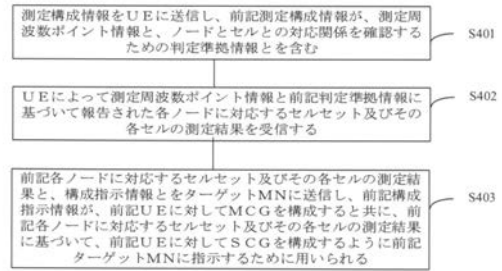 測定構成情報をUEに送信し、前記測定構成情報が、測定周
波数ポイント情報と、ノードとセルとの対応関係を確認する
ための判定準拠情報とを含む
S401
UEによって測定周波数ポイント情報と前記判定準拠情報に
基づいて報告された各ノードに対応するセルセット及びその
各セルの測定結果を受信する
S402
前記各ノードに対応するセルセット及びその各セルの測定結
果と、構成指示情報とをターゲットMNに送信し、前記構成
指示情報が、前記UEに対してMCGを構成すると共に、前
記各ノードに対応するセルセット及びその各セルの測定結果
に基づいて、前記UEに対してSCGを構成するように前記
ターゲットMNに指示するために用いられる
S403